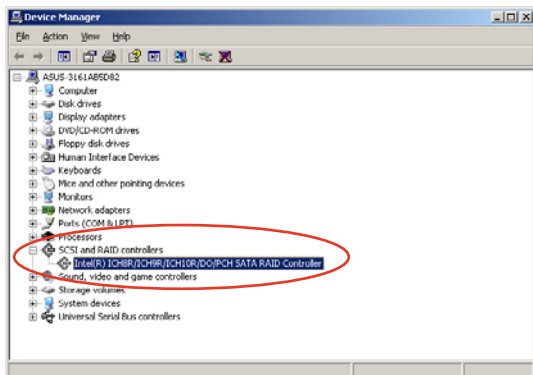 Device Manager
File Action View Help
ASUS-3161A85D82
Computer
Disk drives
Display adapters
DVD/CD-ROM drives
Floppy disk drives
Human Interface Devices
Keyboards
Mice and other pointing devices
Monitors
Network adapters
Ports (COM & LPT)
Processors
SCSI and RAID controllers
Intel(R) ICH8R/ICH9R/ICH10R/DO/PCH SATA RAID Controller
Sound, video and game controllers
Storage volumes
System devices
Universal Serial Bus controllers